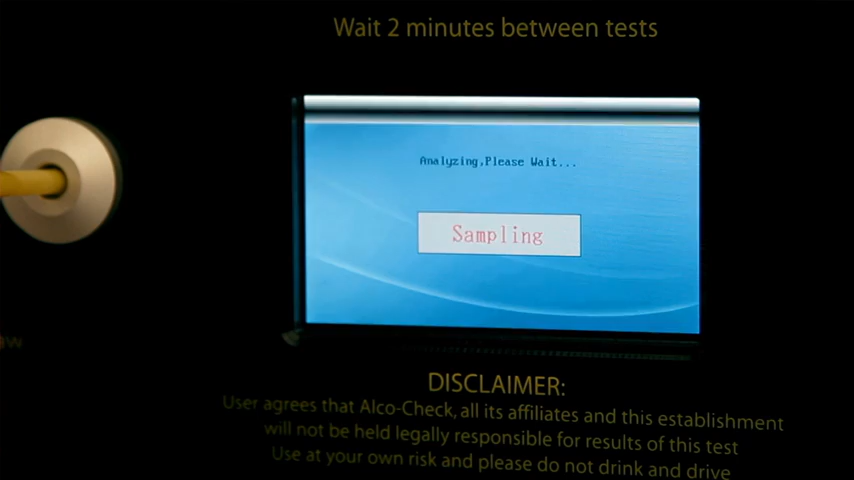 Wait 2 minutes between tests
Analyzing,Please Wait...
Sampling
DISCLAIMER:
User agrees that Alco-Check, all its affiliates and this establishment
will not be held legally responsible for results of this test
Use at your own risk and please do not drink and drive